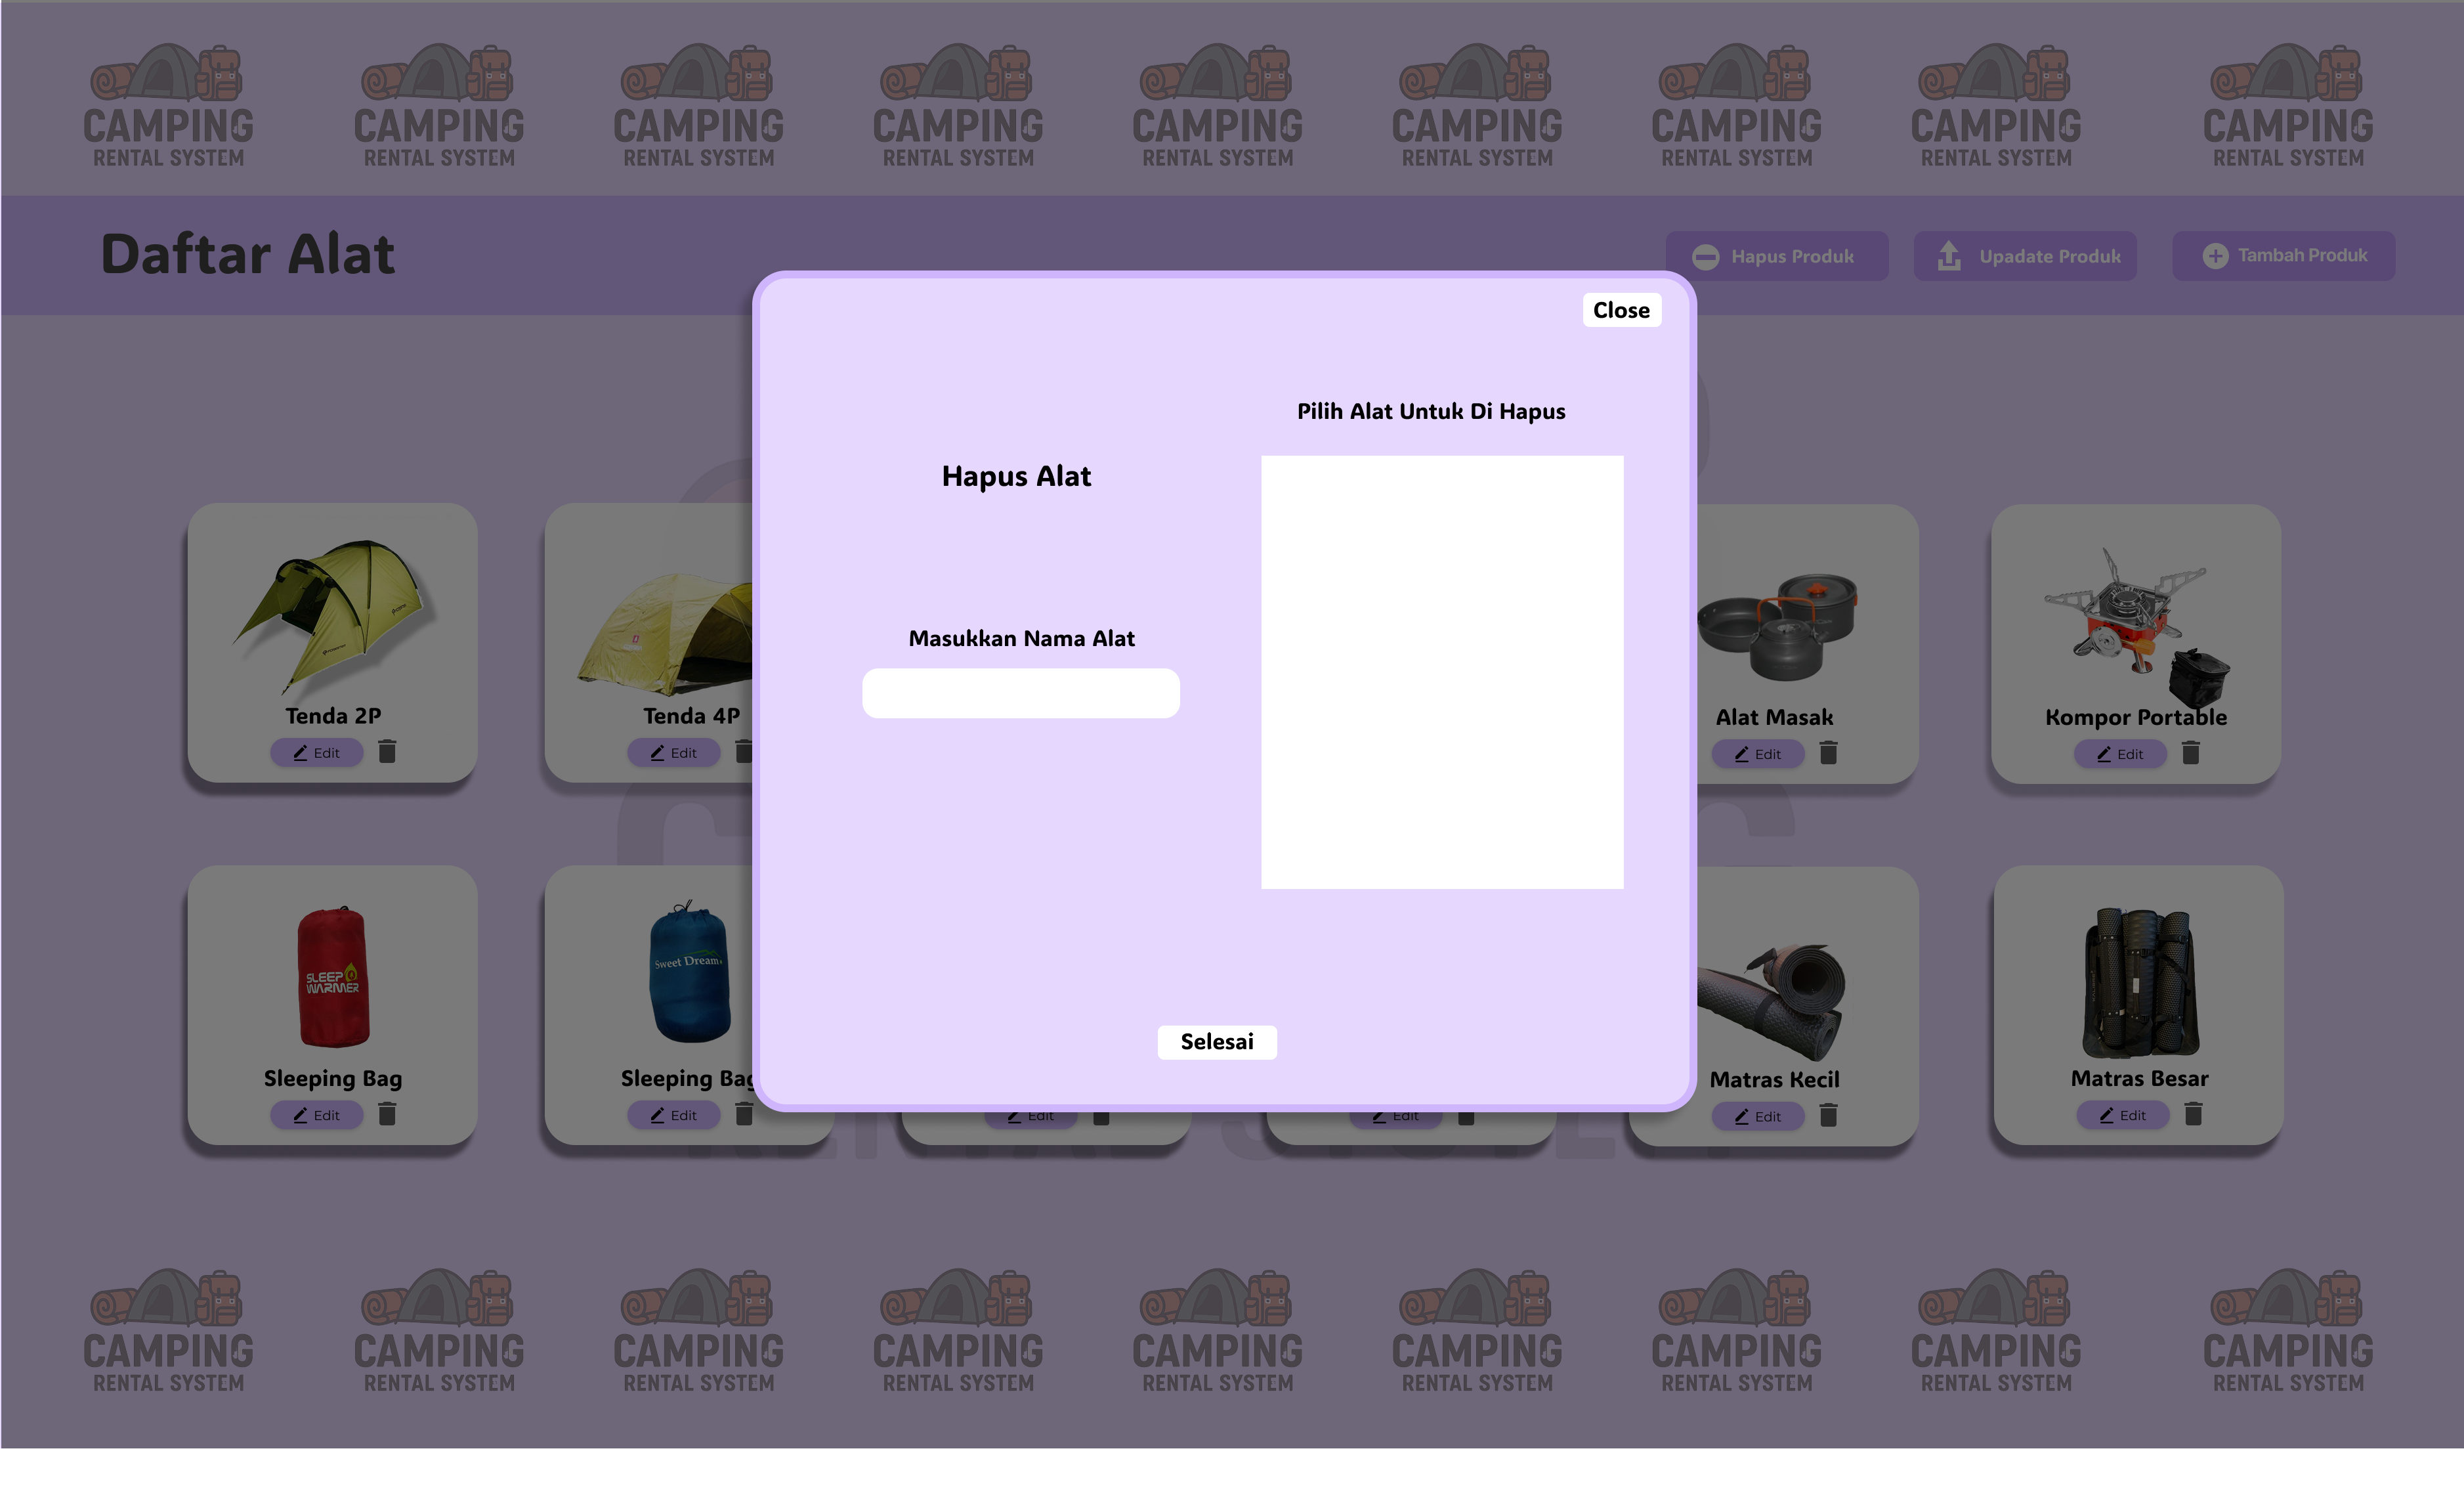 CAMPING CAMPING CAMPING CAMPING CAMPING CAMPING CAMPING CAMPING CAMPING
RENTAL SYSTEM RENTAL SYSTEM RENTAL SYSTEM RENTAL SYSTEM RENTAL SYSTEM RENTAL SYSTEM RENTAL SYSTEM RENTAL SYSTEM RENTAL SYSTEM
Daftar Alat
Hapus Produk
Upadate Produk
Tambah Produk
Close
Pilih Alat Untuk Di Hapus
Hapus Alat
Masukkan Nama Alat
Selesai
Tenda 2P
Edit
Tenda 4P
Edit
Alat Masak
Edit
Kompor Portable
Edit
SLEEP
WARMER
Sleeping Bag
Edit
Sweet Dream
Sleeping Bag
Edit
Edit
Edit
Matras Kecil
Edit
Matras Besar
Edit
CAMPING CAMPING CAMPING CAMPING CAMPING CAMPING CAMPING CAMPING CAMPING
RENTAL SYSTEM RENTAL SYSTEM RENTAL SYSTEM RENTAL SYSTEM RENTAL SYSTEM RENTAL SYSTEM RENTAL SYSTEM RENTAL SYSTEM RENTAL SYSTEM